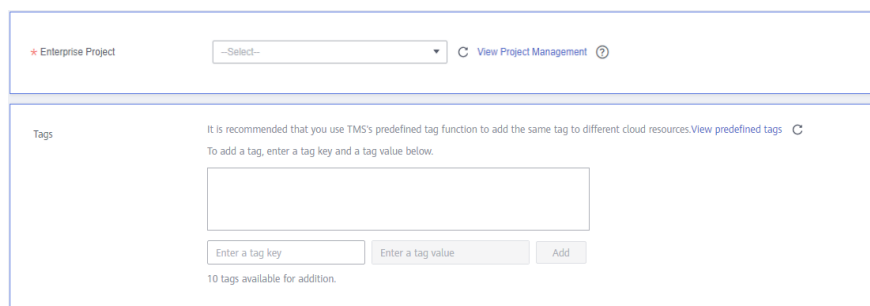 * Enterprise Project --Select-- View Project Management ?
Tags It is recommended that you use TMS's predefined tag function to add the same tag to different cloud resources.View predefined tags
To add a tag, enter a tag key and a tag value below.
Enter a tag key Enter a tag value Add
10 tags available for addition.